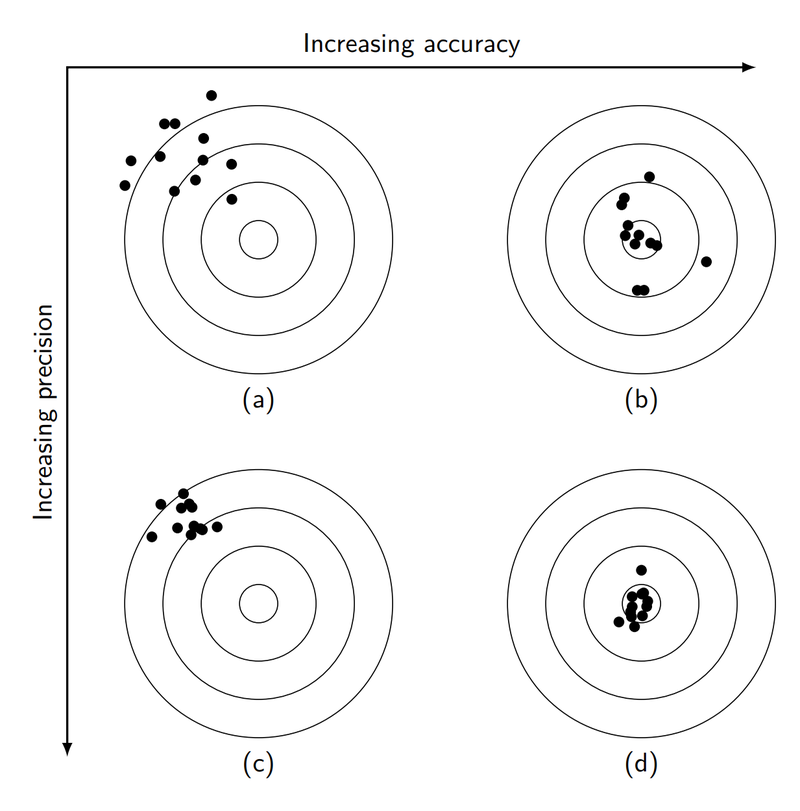 Increasing accuracy
Increasing precision
(a)
(b)
(c)
(d)